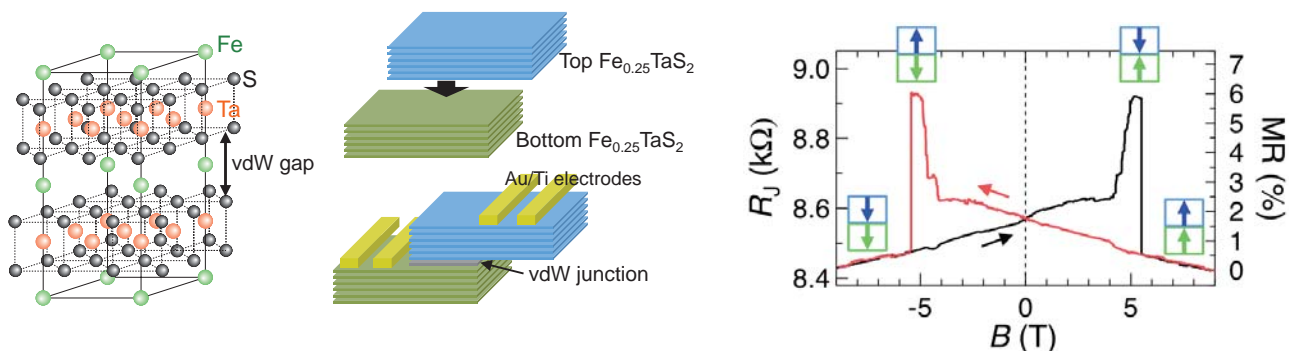 Fe
S
Ta
vdW gap
Top Fe0.25TaS2
Bottom Fe0.25TaS2
Au/Ti electrodes
vdW junction
9.0
8.8
8.6
8.4
RJ (kΩ)
-5
0
5
B (T)
7
6
5
4
3
2
1
0
MR (%)